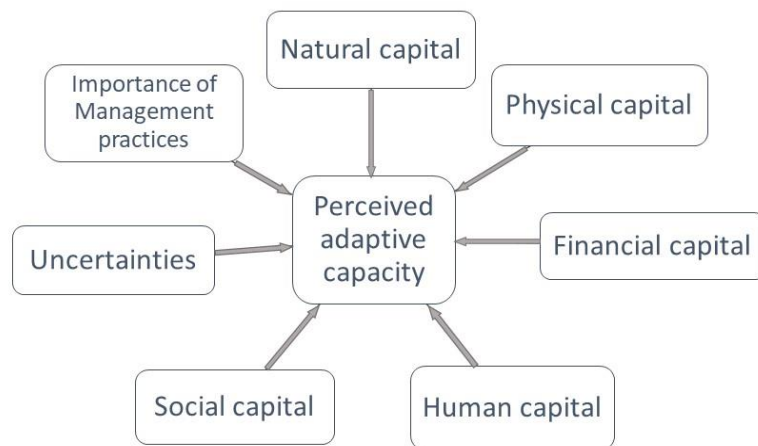 Natural capital
Importance of
Management
practices
Physical capital
Perceived
adaptive
capacity
Uncertainties
Financial capital
Social capital
Human capital